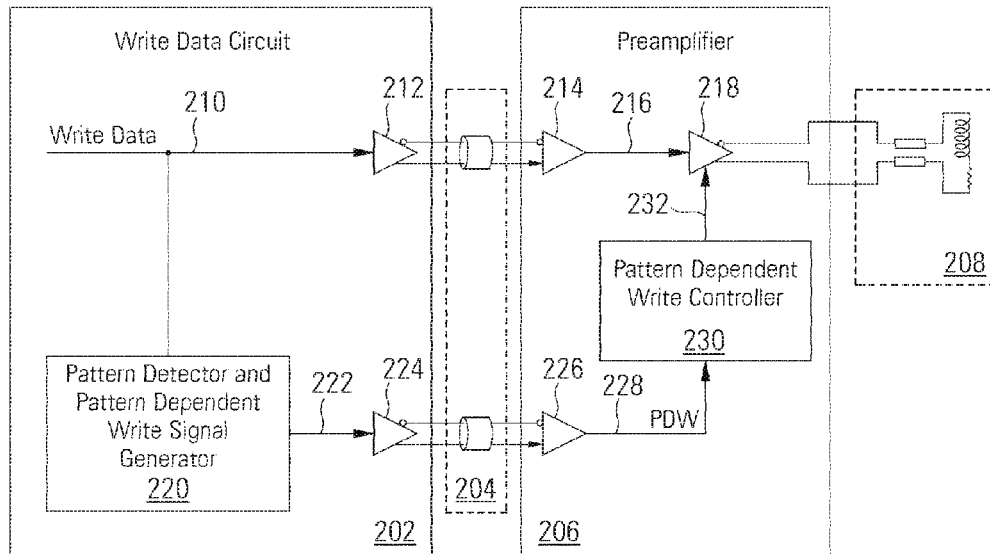 Write Data Circuit
Preamplifier
212
214
218
210
216
Write Data
232
208
Pattern Dependent
Write Controller
230
Pattern Detector and
Pattern Dependent
Write Signal
Generator
220
222
224
226
228
PDW
204
202
206